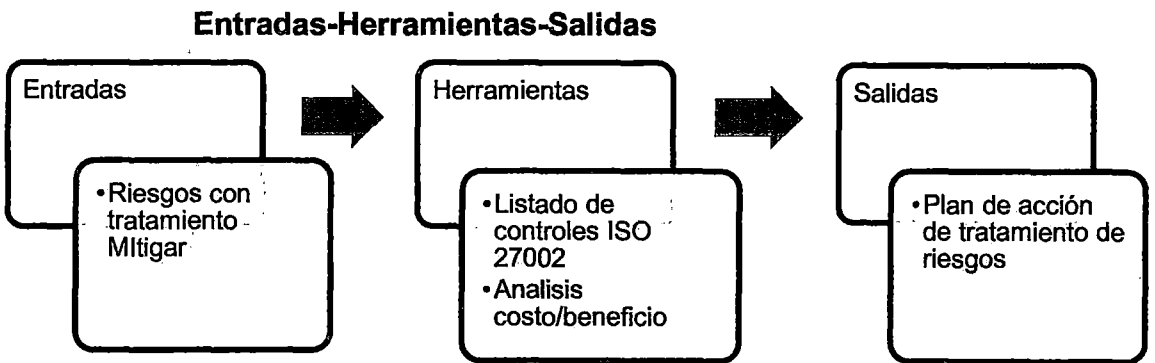 Entradas-Herramientas-Salidas
Entradas
•Riesgos con
tratamiento
MItigar
Herramientas
•Listado de
controles ISO
27002
•Analisis
costo/beneficio
Salidas
•Plan de acción
de tratamiento de
riesgos